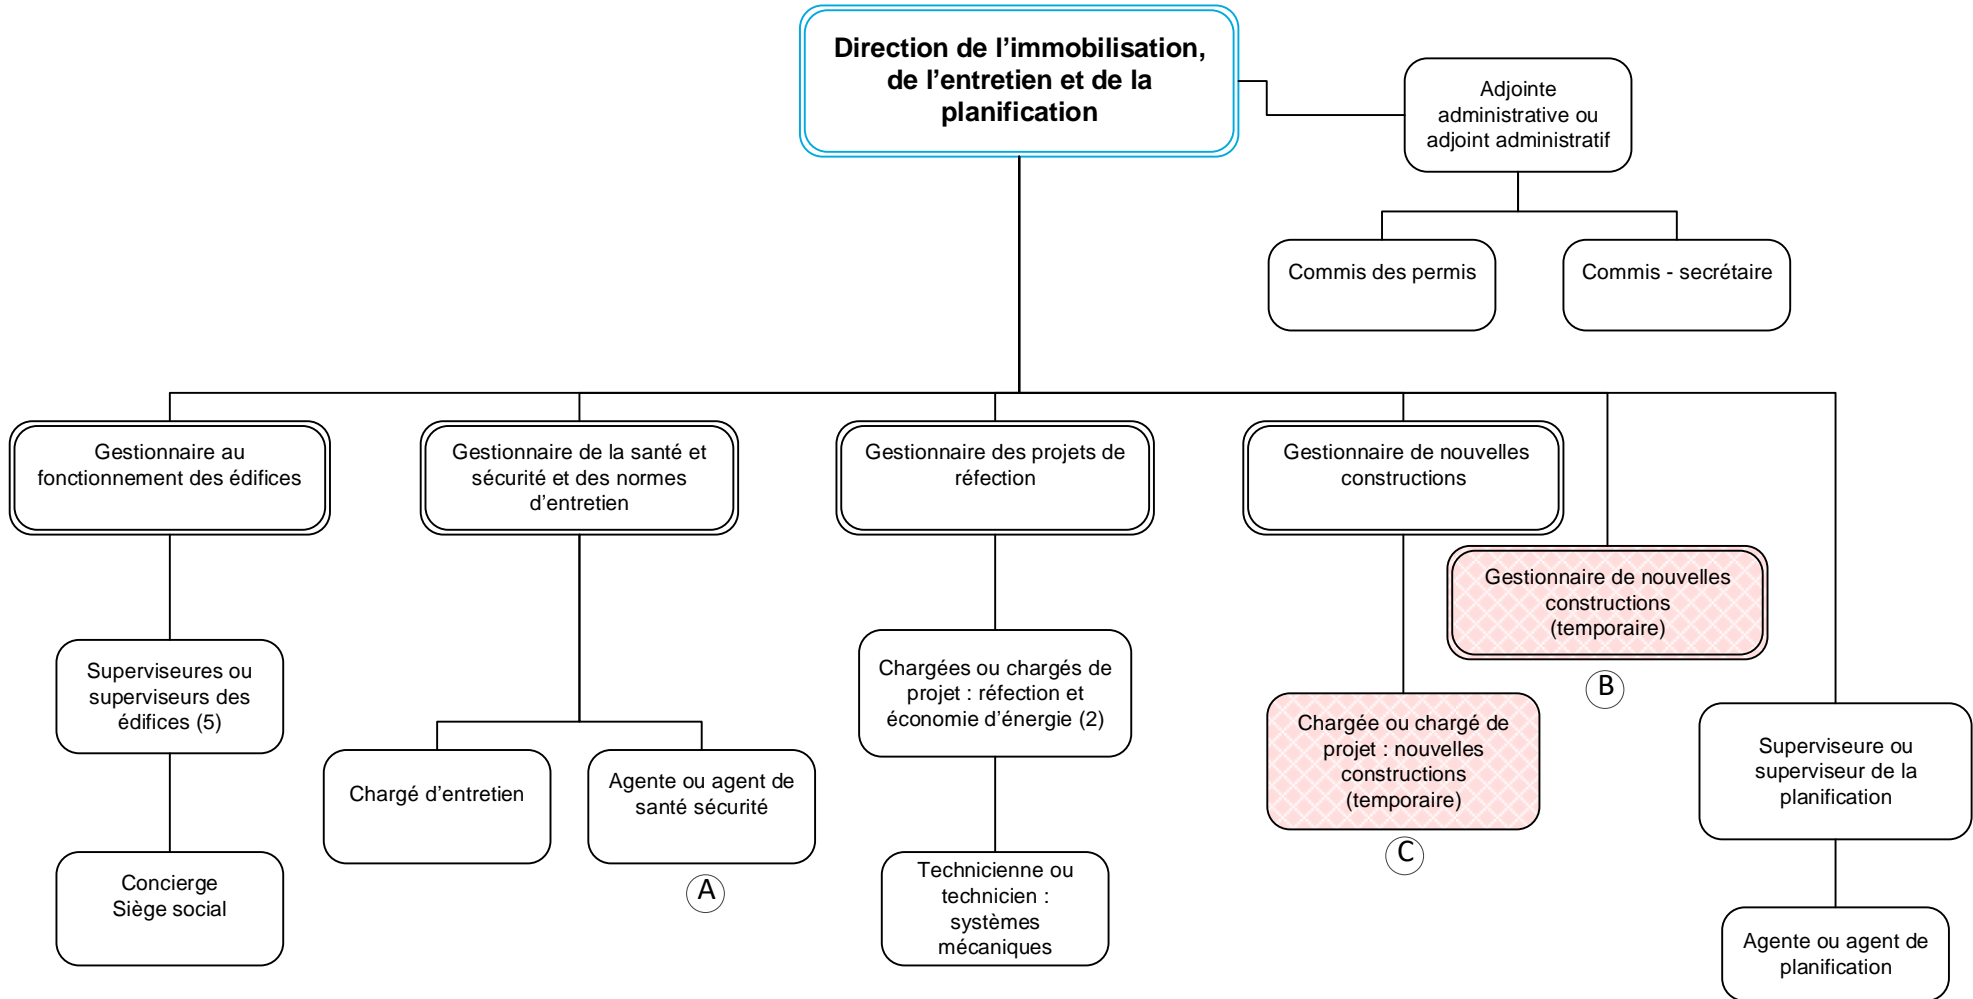 Direction de l’immobilisation,
de l’entretien et de la
planification
Adjointe
administrative ou
adjoint administratif
Commis des permis
Commis - secrétaire
Gestionnaire au
fonctionnement des édifices
Gestionnaire de la santé et
sécurité et des normes
d’entretien
Gestionnaire des projets de
réfection
Gestionnaire de nouvelles
constructions
Gestionnaire de nouvelles
constructions
(temporaire)
B
Superviseures ou
superviseurs des
édifices (5)
Chargé d’entretien
Agente ou agent de
santé sécurité
A
Chargées ou chargés de
projet : réfection et
économie d’énergie (2)
Chargée ou chargé de
projet : nouvelles
constructions
(temporaire)
C
Superviseure ou
superviseur de la
planification
Concierge
Siège social
Technicienne ou
technicien :
systèmes
mécaniques
Agente ou agent de
planification